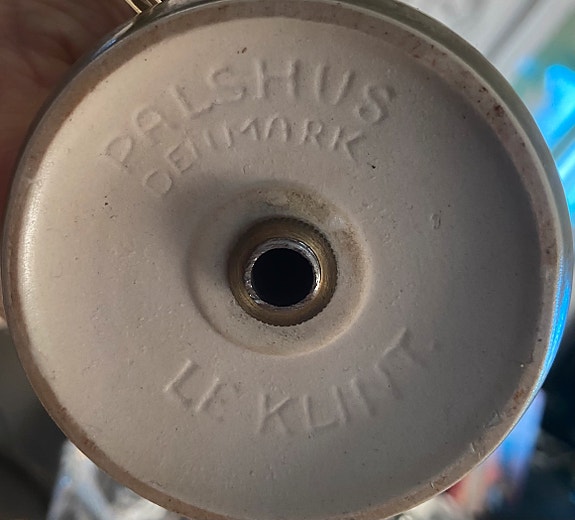 PALSHUS
DENMARK
LE KLINT.